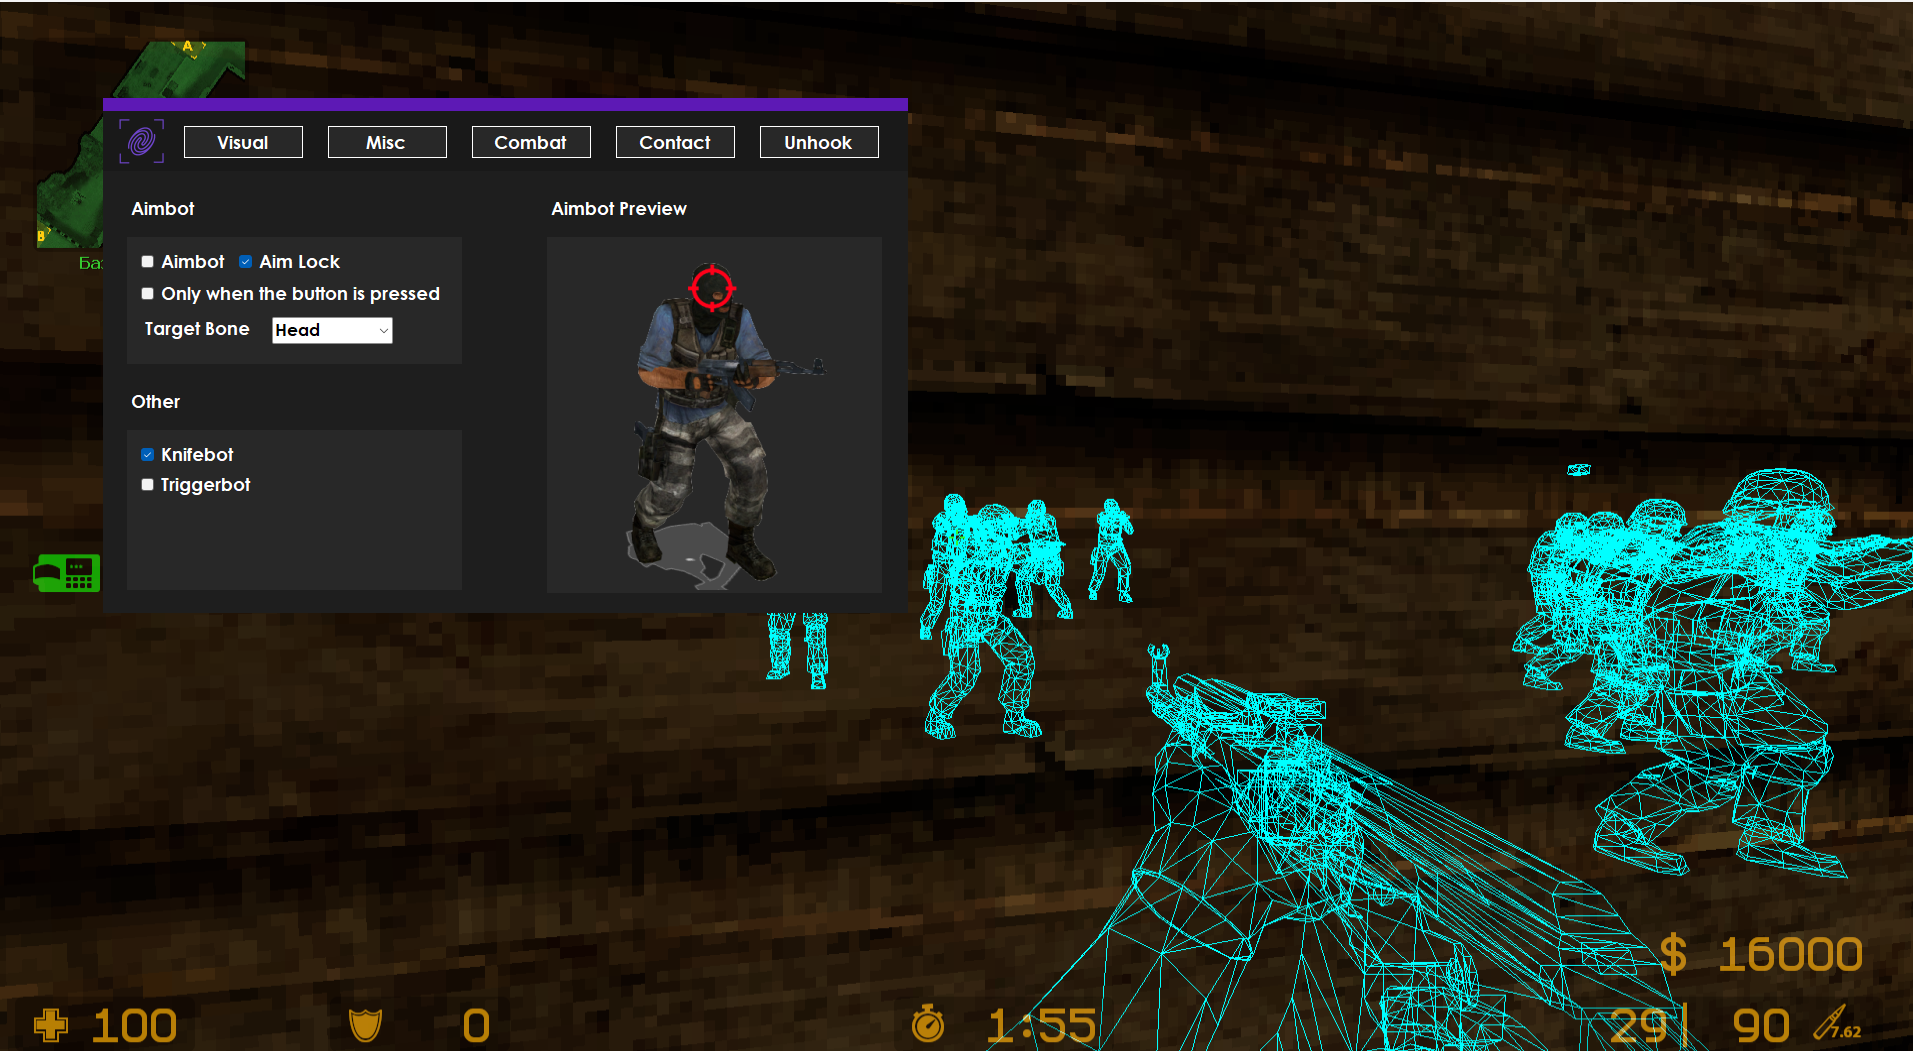 A
B
Visual Misc Combat Contact Unhook
Aimbot
Aimbot Preview
Aimbot Aim Lock
Only when the button is pressed
Target Bone Head
Other
Knifebot
Triggerbot
$ 16000
100 0 1:55 29| 90 7.62